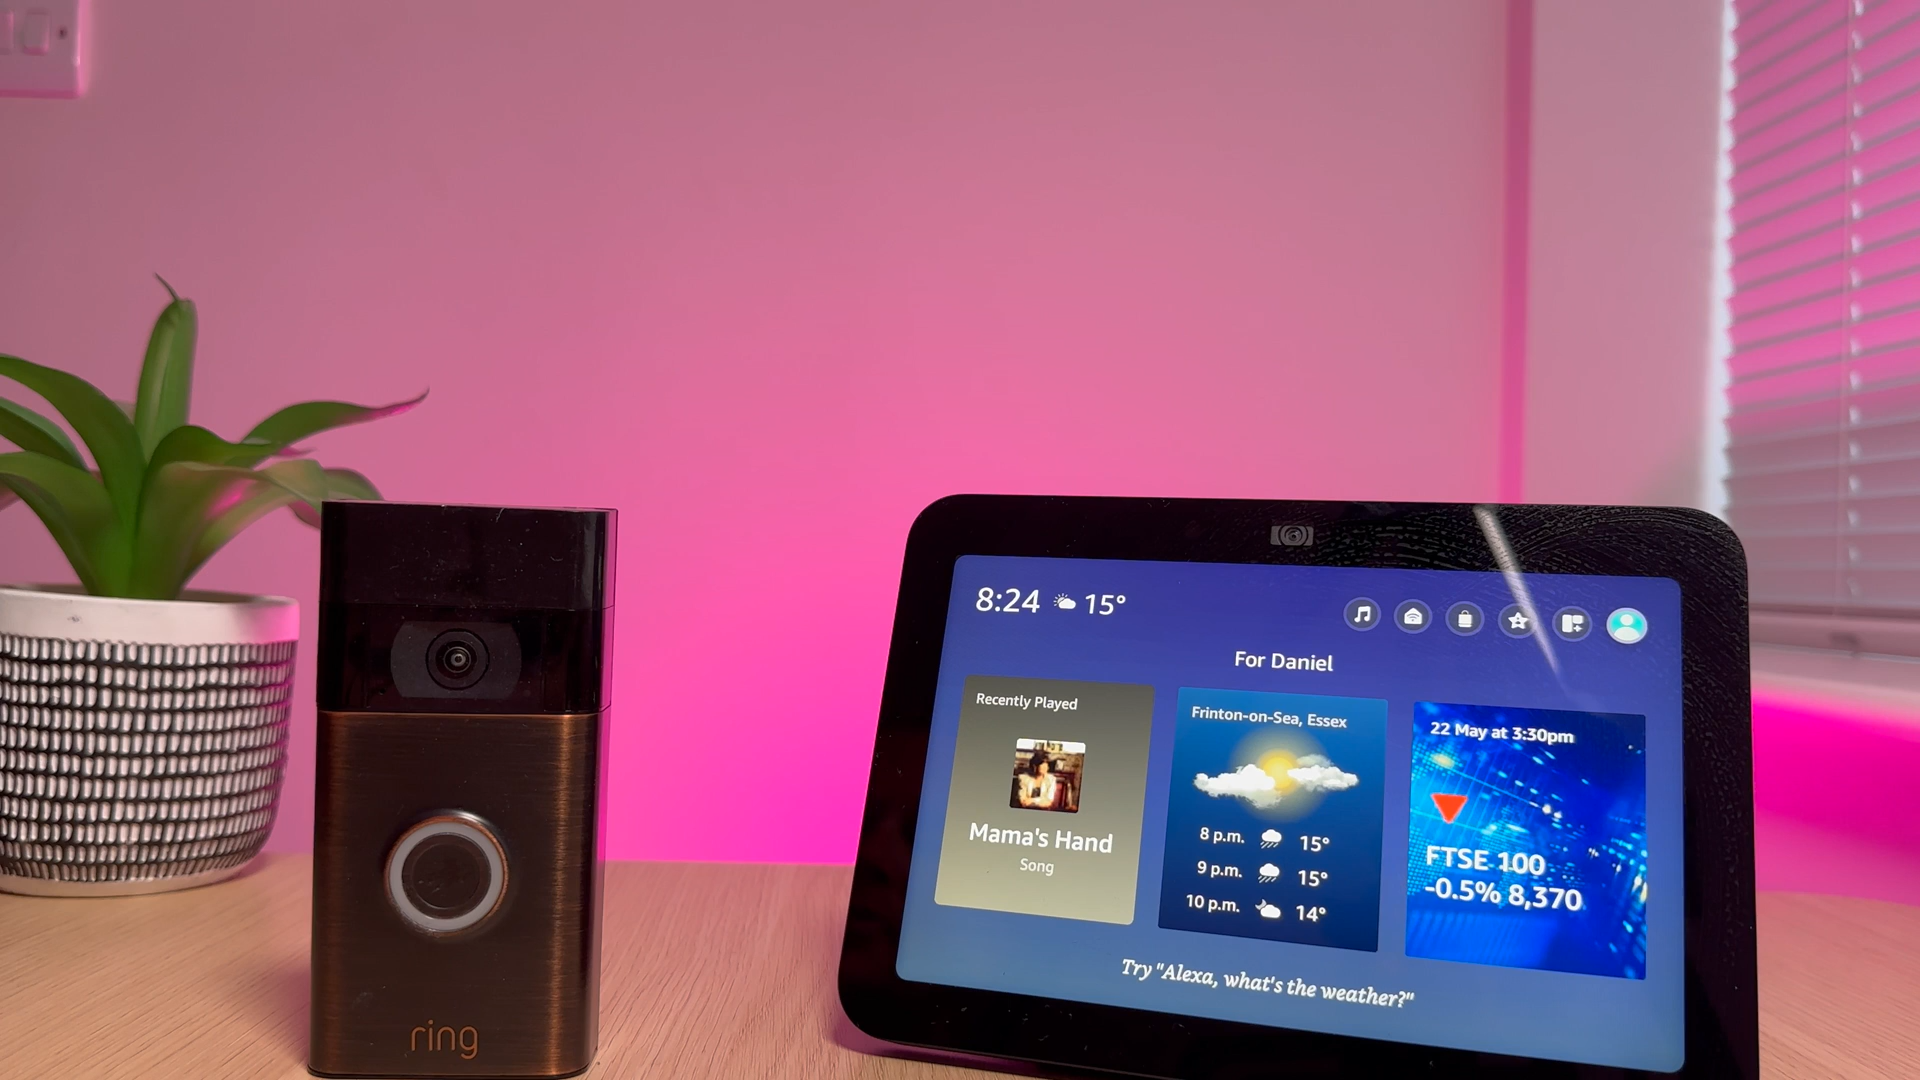 ring
8:24 15°
For Daniel
Recently Played
Mama's Hand
Song
Frinton-on-Sea, Essex
8 p.m. 15°
9 p.m. 15°
10 p.m. 14°
22 May at 3:30pm
FTSE 100
-0.5% 8,370
Try "Alexa, what's the weather?"